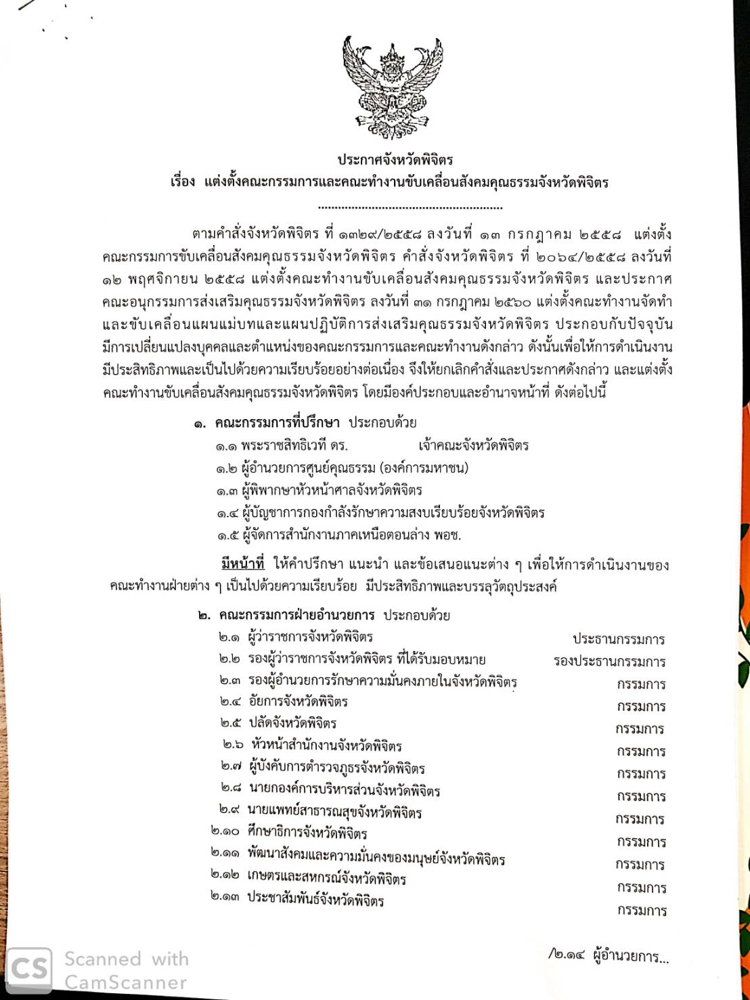 ประกาศจังหวัดพิจิตร
เรื่อง แต่งตั้งคณะกรรมการและคณะทำงานขับเคลื่อนสังคมคุณธรรมจังหวัดพิจิตร
......................................................
ตามคำสั่งจังหวัดพิจิตร ที่ ๑๓๒๙/๒๕๕๘ ลงวันที่ ๑๓ กรกฎาคม ๒๕๕๘ แต่งตั้ง
คณะกรรมการขับเคลื่อนสังคมคุณธรรมจังหวัดพิจิตร คำสั่งจังหวัดพิจิตร ที่ ๒๐๖๔/๒๕๕๘ ลงวันที่
๑๒ พฤศจิกายน ๒๕๕๘ แต่งตั้งคณะทำงานขับเคลื่อนสังคมคุณธรรมจังหวัดพิจิตร และประกาศ
คณะอนุกรรมการส่งเสริมคุณธรรมจังหวัดพิจิตร ลงวันที่ ๓๑ กรกฎาคม ๒๕๖๐ แต่งตั้งคณะทำงานจัดทำ
และขับเคลื่อนแผนแม่บทและแผนปฏิบัติการส่งเสริมคุณธรรมจังหวัดพิจิตร ประกอบกับปัจจุบัน
มีการเปลี่ยนแปลงบุคคลและตำแหน่งของคณะกรรมการและคณะทำงานดังกล่าว ดังนั้นเพื่อให้การดำเนินงาน
มีประสิทธิภาพและเป็นไปด้วยความเรียบร้อยอย่างต่อเนื่อง จึงให้ยกเลิกคำสั่งและประกาศดังกล่าว และแต่งตั้ง
คณะทำงานขับเคลื่อนสังคมคุณธรรมจังหวัดพิจิตร โดยมีองค์ประกอบและอำนาจหน้าที่ ดังต่อไปนี้
๑. คณะกรรมการที่ปรึกษา ประกอบด้วย
๑.๑ พระราชสิทธิเวที ดร. เจ้าคณะจังหวัดพิจิตร
๑.๒ ผู้อำนวยการศูนย์คุณธรรม (องค์การมหาชน)
๑.๓ ผู้พิพากษาหัวหน้าศาลจังหวัดพิจิตร
๑.๔ ผู้บัญชาการกองกำลังรักษาความสงบเรียบร้อยจังหวัดพิจิตร
๑.๕ ผู้จัดการสำนักงานภาคเหนือตอนล่าง พอช.
มีหน้าที่ ให้คำปรึกษา แนะนำ และข้อเสนอแนะต่าง ๆ เพื่อให้การดำเนินงานของ
คณะทำงานฝ่ายต่าง ๆ เป็นไปด้วยความเรียบร้อย มีประสิทธิภาพและบรรลุวัตถุประสงค์
๒. คณะกรรมการฝ่ายอำนวยการ ประกอบด้วย
๒.๑ ผู้ว่าราชการจังหวัดพิจิตร ประธานกรรมการ
๒.๒ รองผู้ว่าราชการจังหวัดพิจิตร ที่ได้รับมอบหมาย รองประธานกรรมการ
๒.๓ รองผู้อำนวยการรักษาความมั่นคงภายในจังหวัดพิจิตร กรรมการ
๒.๔ อัยการจังหวัดพิจิตร กรรมการ
๒.๕ ปลัดจังหวัดพิจิตร กรรมการ
๒.๖ หัวหน้าสำนักงานจังหวัดพิจิตร กรรมการ
๒.๗ ผู้บังคับการตำรวจภูธรจังหวัดพิจิตร กรรมการ
๒.๘ นายกองค์การบริหารส่วนจังหวัดพิจิตร กรรมการ
๒.๙ นายแพทย์สาธารณสุขจังหวัดพิจิตร กรรมการ
๒.๑๐ ศึกษาธิการจังหวัดพิจิตร กรรมการ
๒.๑๑ พัฒนาสังคมและความมั่นคงของมนุษย์จังหวัดพิจิตร กรรมการ
๒.๑๒ เกษตรและสหกรณ์จังหวัดพิจิตร กรรมการ
๒.๑๓ ประชาสัมพันธ์จังหวัดพิจิตร กรรมการ
/๒.๑๔ ผู้อำนวยการ...
CS Scanned with
CamScanner